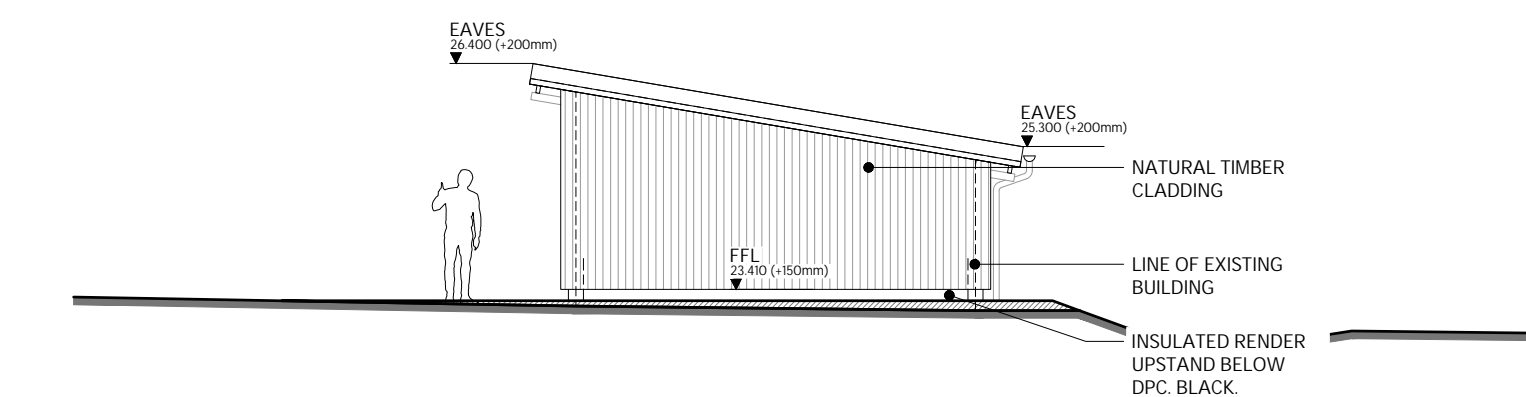 EAVES
26.400 (+200mm)
EAVES
25.300 (+200mm)
NATURAL TIMBER
CLADDING
FFL
23.410 (+150mm)
LINE OF EXISTING
BUILDING
INSULATED RENDER
UPSTAND BELOW
DPC. BLACK.